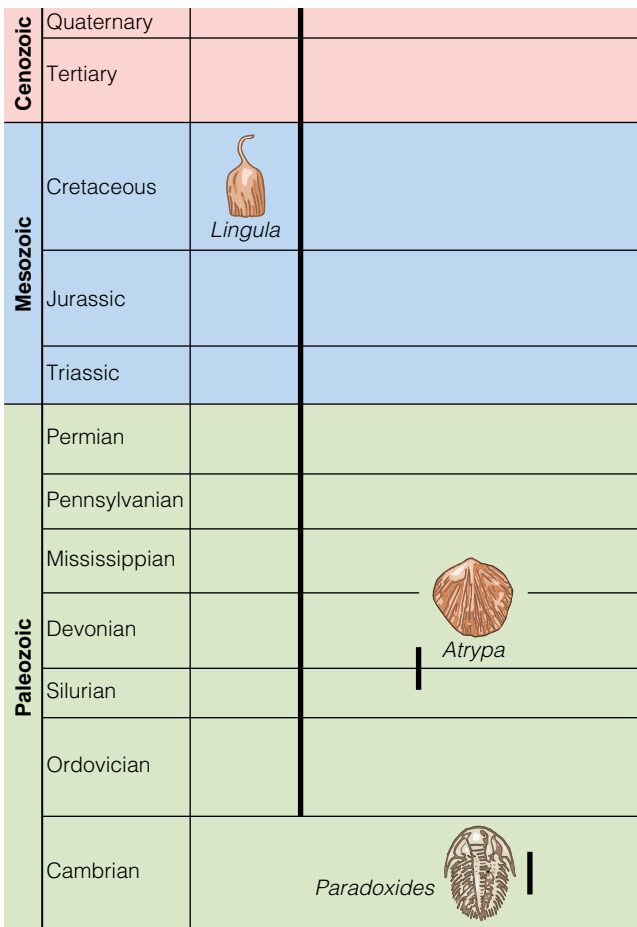 Cenozoic
Quaternary
Tertiary
Mesozoic
Cretaceous
Lingula
Jurassic
Triassic
Paleozoic
Permian
Pennsylvanian
Mississippian
Devonian
Atrypa
Silurian
Ordovician
Cambrian
Paradoxides